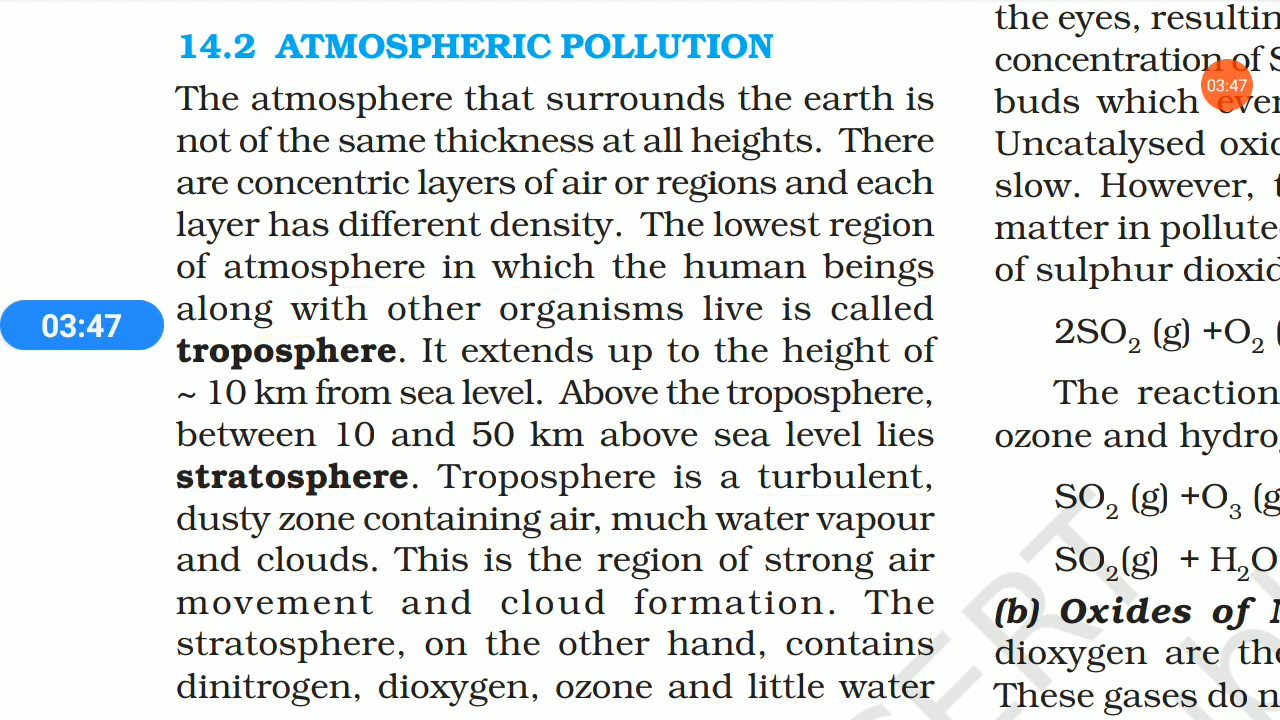 14.2 ATMOSPHERIC POLLUTION
The atmosphere that surrounds the earth is
not of the same thickness at all heights. There
are concentric layers of air or regions and each
layer has different density. The lowest region
of atmosphere in which the human beings
along with other organisms live is called
troposphere. It extends up to the height of
~ 10 km from sea level. Above the troposphere,
between 10 and 50 km above sea level lies
stratosphere. Troposphere is a turbulent,
dusty zone containing air, much water vapour
and clouds. This is the region of strong air
movement and cloud formation. The
stratosphere, on the other hand, contains
dinitrogen, dioxygen, ozone and little water
03:47
the eyes,
concentration of
03:47
buds which
Uncatalysed
slow. However,
matter in
of sulphur
2SO₂ (g) +O₂
The reaction
ozone and
SO₂ (g) +O₃
SO₂(g) + H₂O
(b) Oxides of
dioxygen are
These gases do